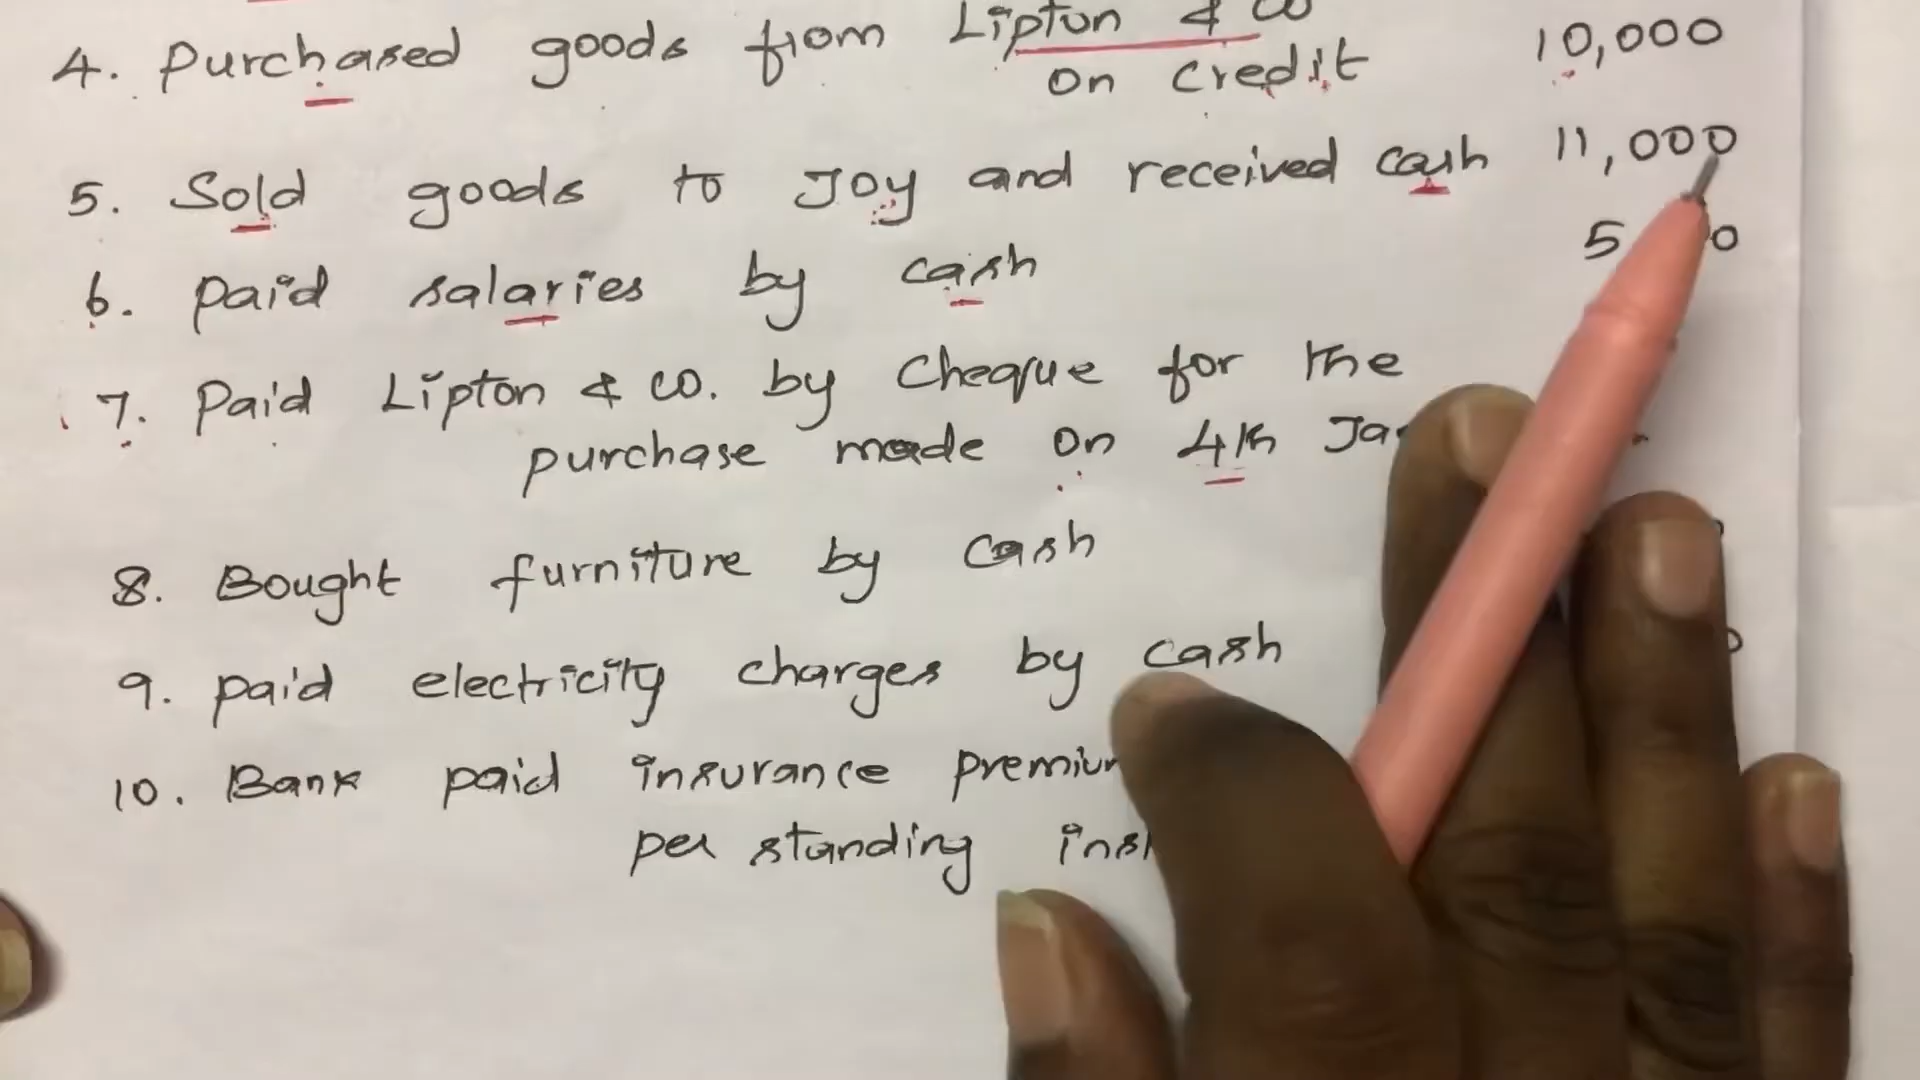 4. Purchased goods from Lipton & Co
on credit 10,000
5. Sold goods to Joy and received cash 11,000
6. paid salaries by cash
7. Paid Lipton & co. by cheque for the
purchase made on 4th
8. Bought furniture by cash
9. paid electricity charges by cash
10. Bank paid insurance
per standing